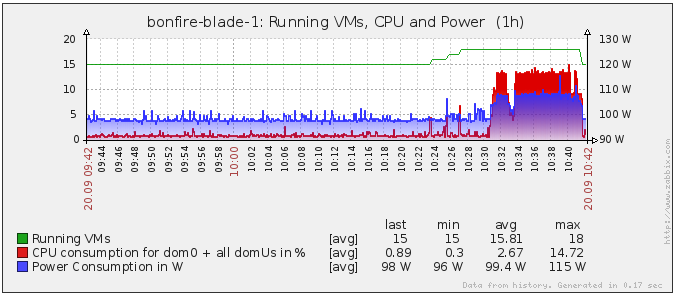 bonfire-blade-1: Running VMs, CPU and Power (1h)
20 130 W
15 120 W
10 110 W
5 100 W
0 90 W
20.09 09:42 09:44 09:46 09:48 09:50 09:52 09:54 09:56 09:58 10:00 10:02 10:04 10:06 10:08 10:10 10:12 10:14 10:16 10:18 10:20 10:22 10:24 10:26 10:28 10:30 10:32 10:34 10:36 10:38 10:40 20.09 10:42
http://www.zabbix.com
last min avg max
Running VMs [avg] 15 15 15.81 18
CPU consumption for dom0 + all domUs in % [avg] 0.89 0.3 2.67 14.72
Power Consumption in W [avg] 98 W 96 W 99.4 W 115 W
Data from history. Generated in 0.17 sec